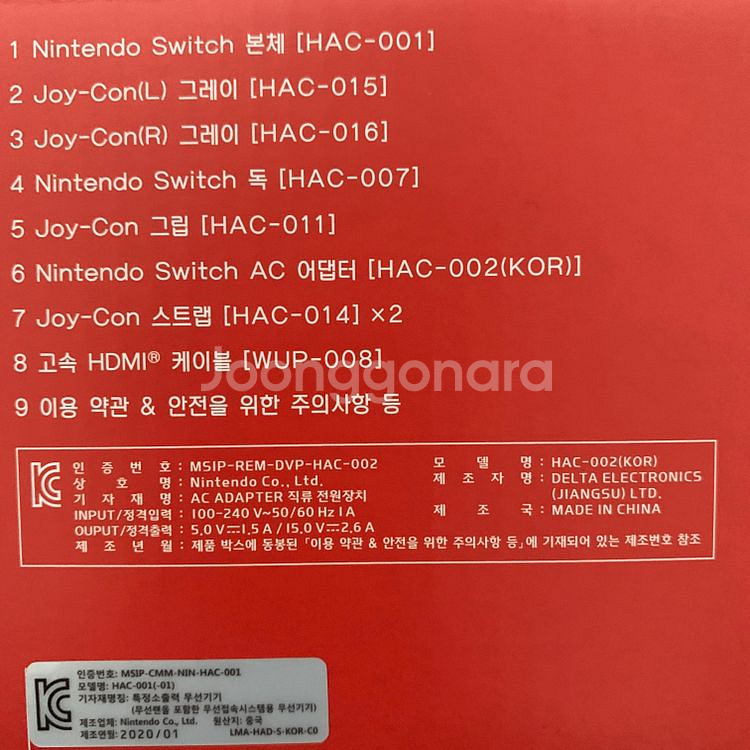 1 Nintendo Switch 본체 [HAC-001]
2 Joy-Con(L) 그레이 [HAC-015]
3 Joy-Con(R) 그레이 [HAC-016]
4 Nintendo Switch 독 [HAC-007]
5 Joy-Con 그립 [HAC-011]
6 Nintendo Switch AC 어댑터 [HAC-002(KOR)]
7 Joy-Con 스트랩 [HAC-014] ×2
8 고속 HDMI® 케이블 [WUP-008]
Joonggonara
9 이용 약관 & 안전을 위한 주의사항 등
인 증 번 호 : MSIP-REM-DVP-HAC-002 모 델 명 : HAC-002(KOR)
상 호 명 : Nintendo Co., Ltd. 제 조 자 명 : DELTA ELECTRONICS
기 자 재 명 : AC ADAPTER 직류 전원장치 (JIANGSU) LTD.
INPUT/정격입력 : 100-240 V~50/60 Hz 1 A 제 조 국 : MADE IN CHINA
OUPUT/정격출력 : 5.0 V⎓1.5 A / 15.0 V⎓2.6 A
제 조 년 월 : 제품 박스에 동봉된 「이용 약관 & 안전을 위한 주의사항 등」에 기재되어 있는 제조번호 참조
인증번호: MSIP-CMM-NIN-HAC-001
모델명: HAC-001(-01)
기자재명칭: 특정소출력 무선기기
(무선랜을 포함한 무선접속시스템용 무선기기)
제조업체: Nintendo Co., Ltd. 원산지: 중국
제조연월: 2020/01 LMA-HAD-S-KOR-C0